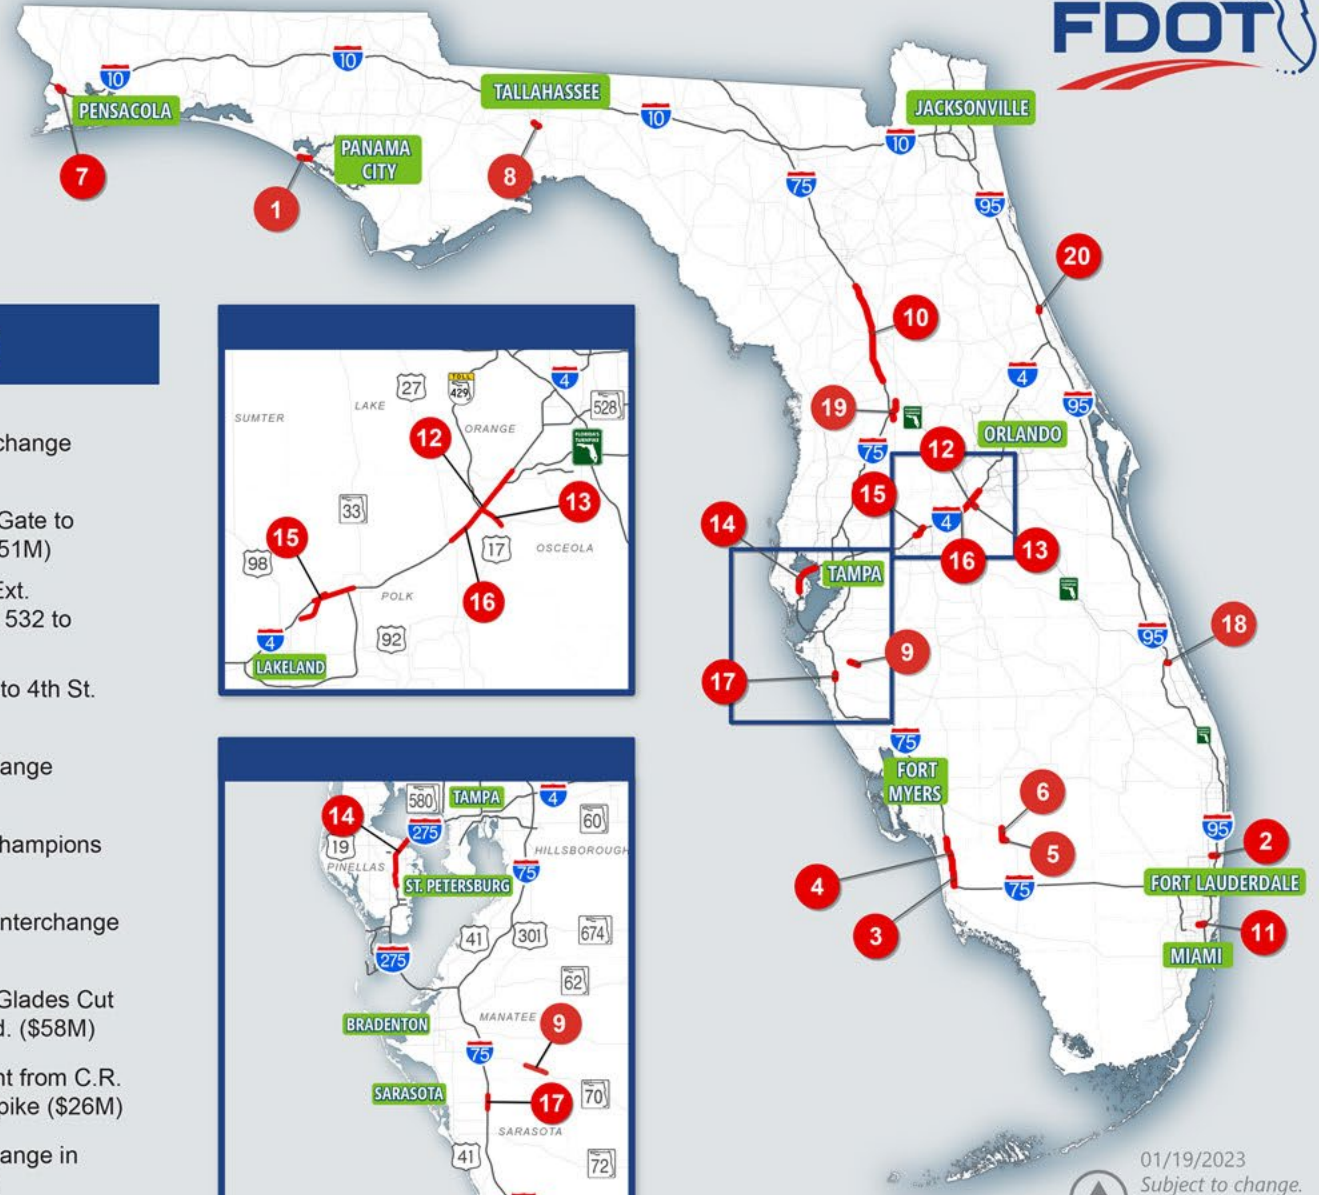 FDOT
10
10
TALLAHASSEE
10
PENSACOLA
JACKSONVILLE
10
PANAMA
CITY
7
8
1
75
95
20
10
4
19
95
ORLANDO
75
12
15
4
14
13
16
TAMPA
95
18
9
17
75
FORT
MYERS
6
5
95
2
4
75
FORT LAUDERDALE
3
11
MIAMI
change
Gate to
51M)
Ext.
532 to
to 4th St.
ange
hampions
nterchange
Glades Cut
d. ($58M)
nt from C.R.
pike ($26M)
ange in
27
TOLL
429
4
528
SUMTER
LAKE
ORANGE
12
FLORIDA'S
TURNPIKE
13
33
15
17
OSCEOLA
98
16
POLK
92
4
LAKELAND
580
TAMPA
4
14
275
60
19
HILLSBOROUGH
PINELLAS
75
ST. PETERSBURG
41
301
674
275
62
MANATEE
BRADENTON
9
75
SARASOTA
70
17
SARASOTA
41
72
01/19/2023
Subject to change.